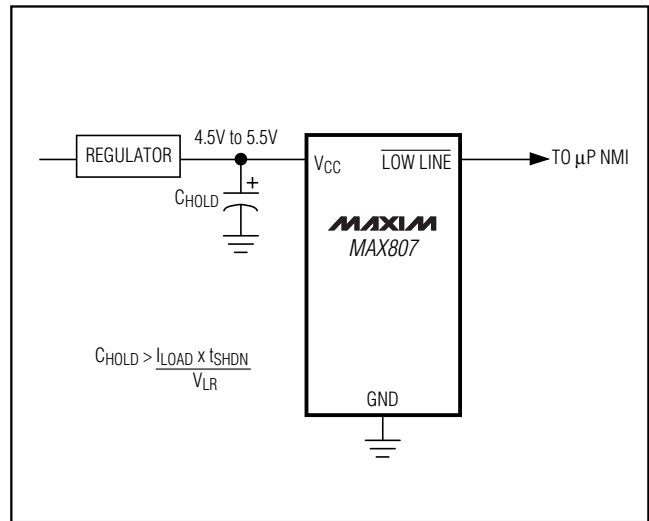 4.5V to 5.5V
REGULATOR
VCC
LOW LINE
TO μP NMI
+
CHOLD
MAXIM
MAX807
CHOLD > ILOAD x tSHDN
VLR
GND